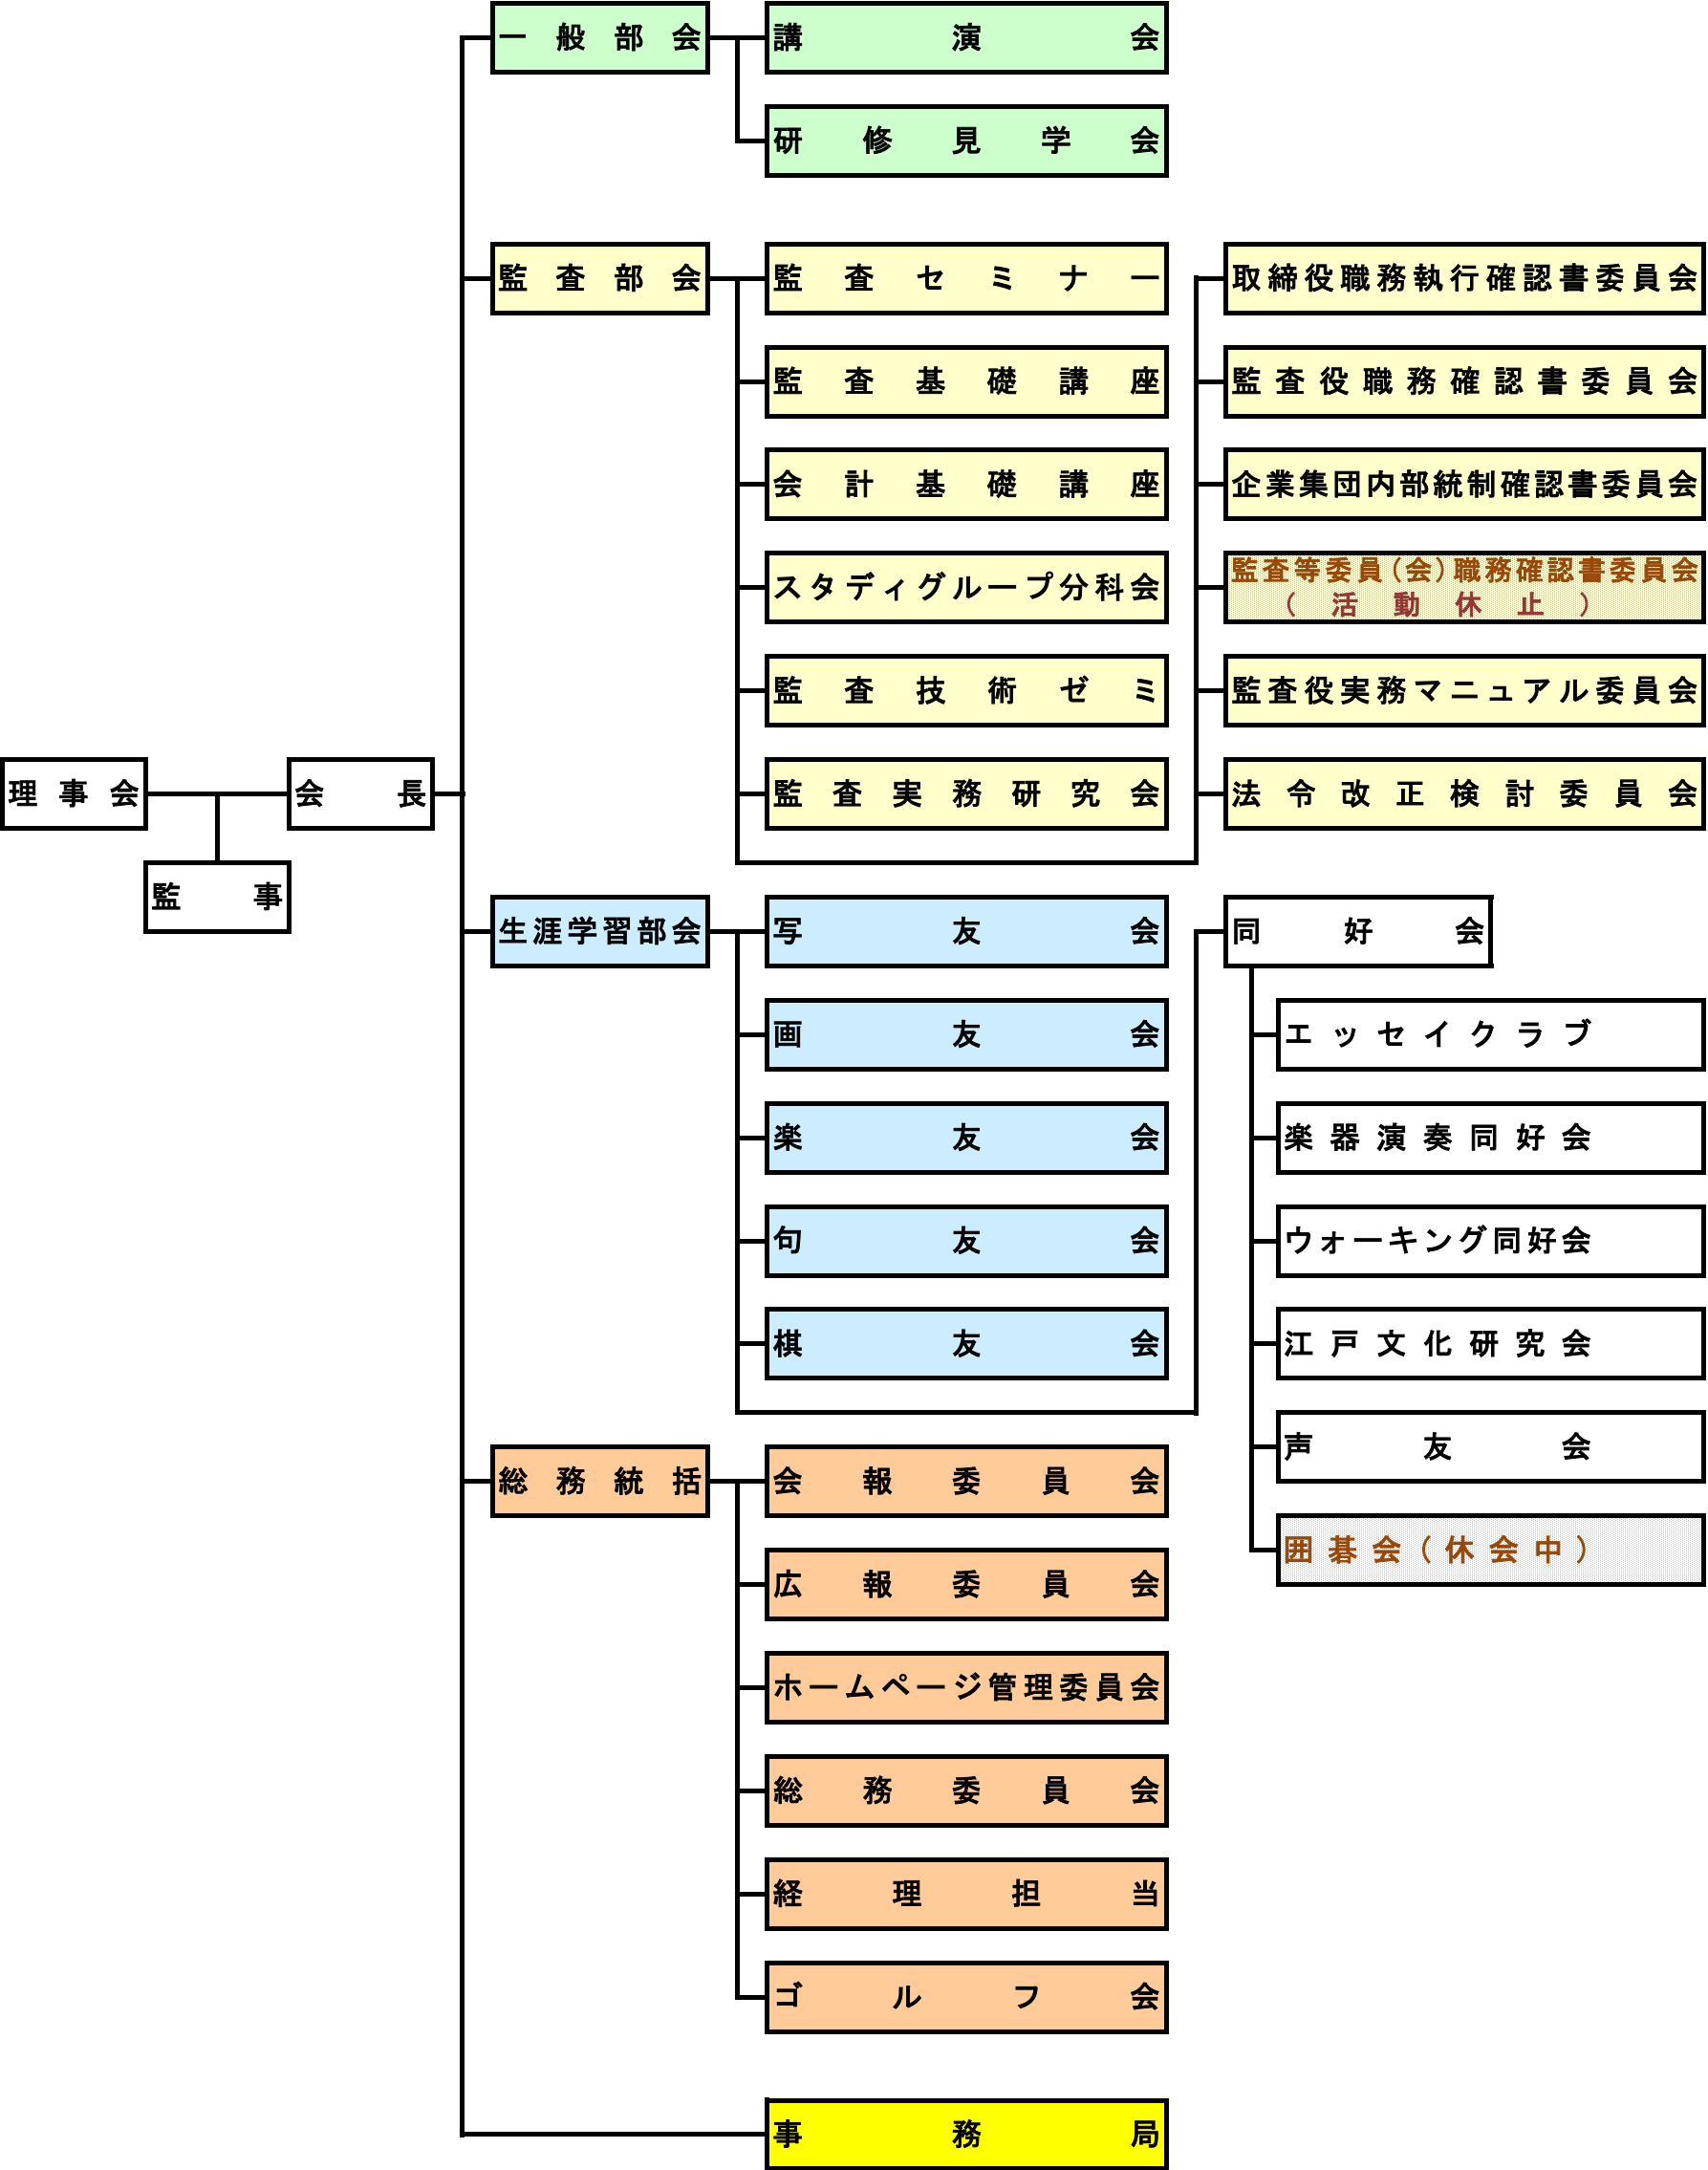 一般部会
講演会
研修見学会
監査部会
監査セミナー
監査基礎講座
会計基礎講座
スタディグループ分科会
監査技術ゼミ
監査実務研究会
取締役職務執行確認書委員会
監査役職務確認書委員会
企業集団内部統制確認書委員会
監査等委員(会)職務確認書委員会
(活動休止)
監査役実務マニュアル委員会
法令改正検討委員会
理事会
会長
監事
生涯学習部会
写友会
画友会
楽友会
句友会
棋友会
同好会
エッセイクラブ
楽器演奏同好会
ウォーキング同好会
江戸文化研究会
声友会
囲碁会(休会中)
総務統括
会報委員会
広報委員会
ホームページ管理委員会
総務委員会
経理担当
ゴルフ会
事務局